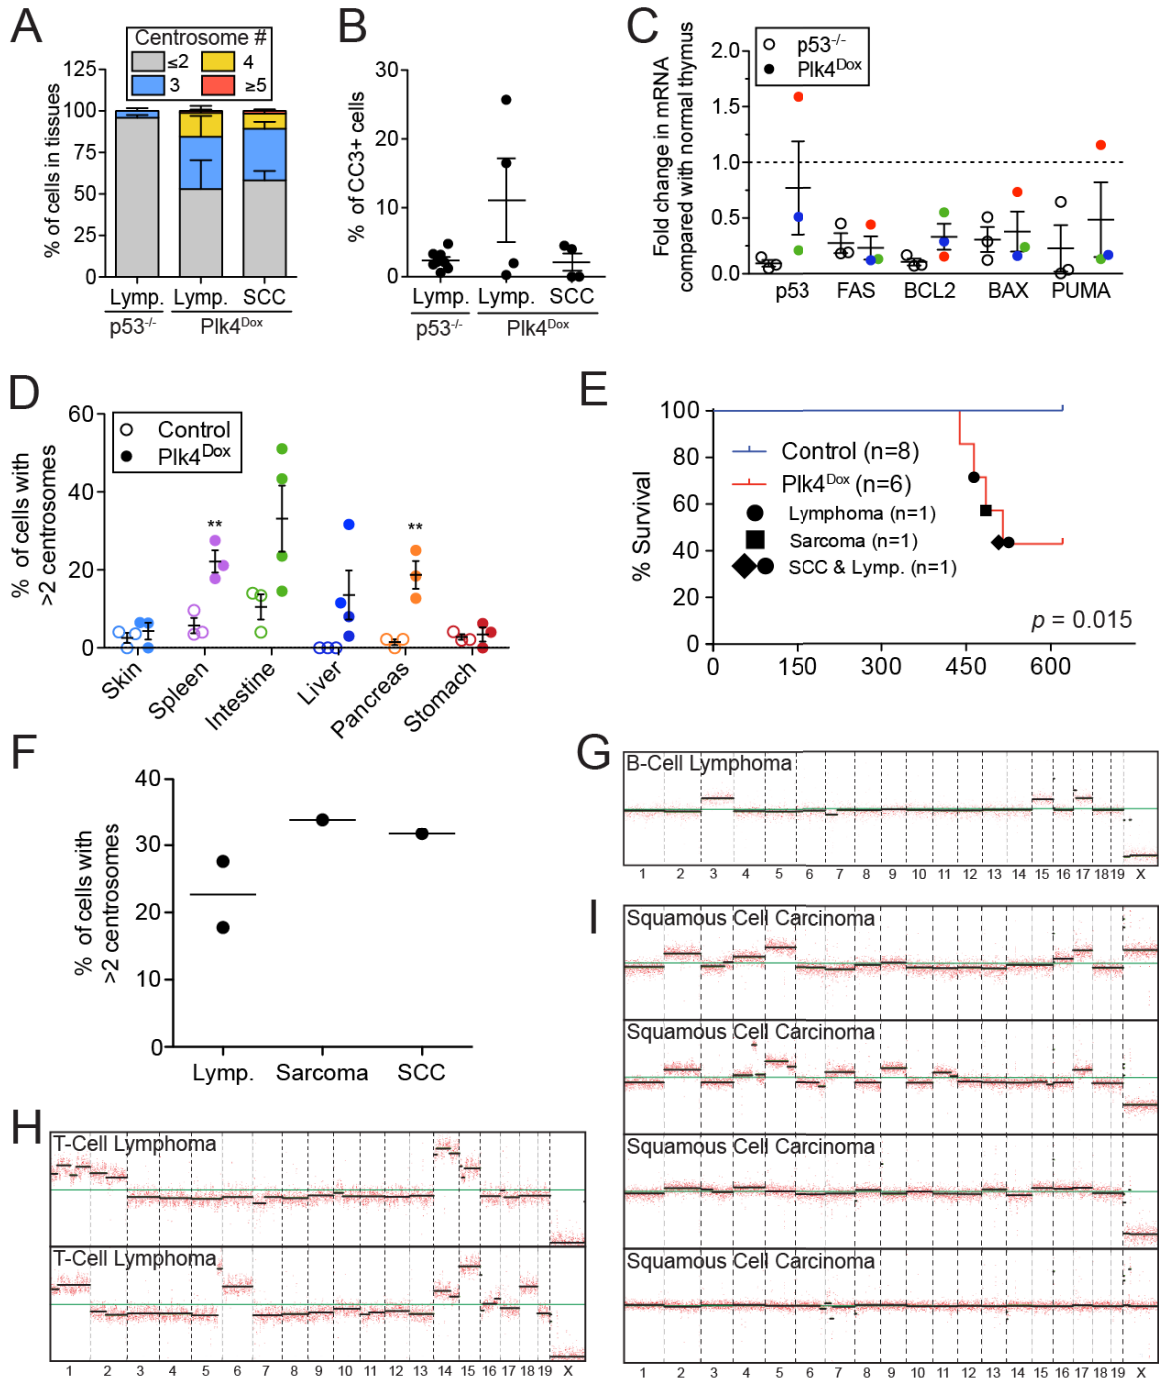 A
Centrosome #
≤2
4
3
≥5
% of cells in tissues
125
100
75
50
25
0
Lymp.
Lymp.
SCC
p53-/-
Plk4Dox
B
% of CC3+ cells
30
20
10
0
Lymp.
Lymp.
SCC
p53-/-
Plk4Dox
C
p53-/-
Plk4Dox
Fold change in mRNA
compared with normal thymus
2.0
1.5
1.0
0.5
0.0
p53
FAS
BCL2
BAX
PUMA
D
Control
Plk4Dox
% of cells with
>2 centrosomes
60
40
20
0
**
**
Skin
Spleen
Intestine
Liver
Pancreas
Stomach
E
% Survival
100
80
60
40
20
0
Control (n=8)
Plk4Dox (n=6)
Lymphoma (n=1)
Sarcoma (n=1)
SCC & Lymp. (n=1)
p = 0.015
0
150
300
450
600
F
% of cells with
>2 centrosomes
40
30
20
10
0
Lymp.
Sarcoma
SCC
G
B-Cell Lymphoma
1 2 3 4 5 6 7 8 9 10 11 12 13 14 15 16 17 18 19 X
H
T-Cell Lymphoma
T-Cell Lymphoma
1 2 3 4 5 6 7 8 9 10 11 12 13 14 15 16 17 18 19 X
I
Squamous Cell Carcinoma
Squamous Cell Carcinoma
Squamous Cell Carcinoma
Squamous Cell Carcinoma
1 2 3 4 5 6 7 8 9 10 11 12 13 14 15 16 17 18 19 X